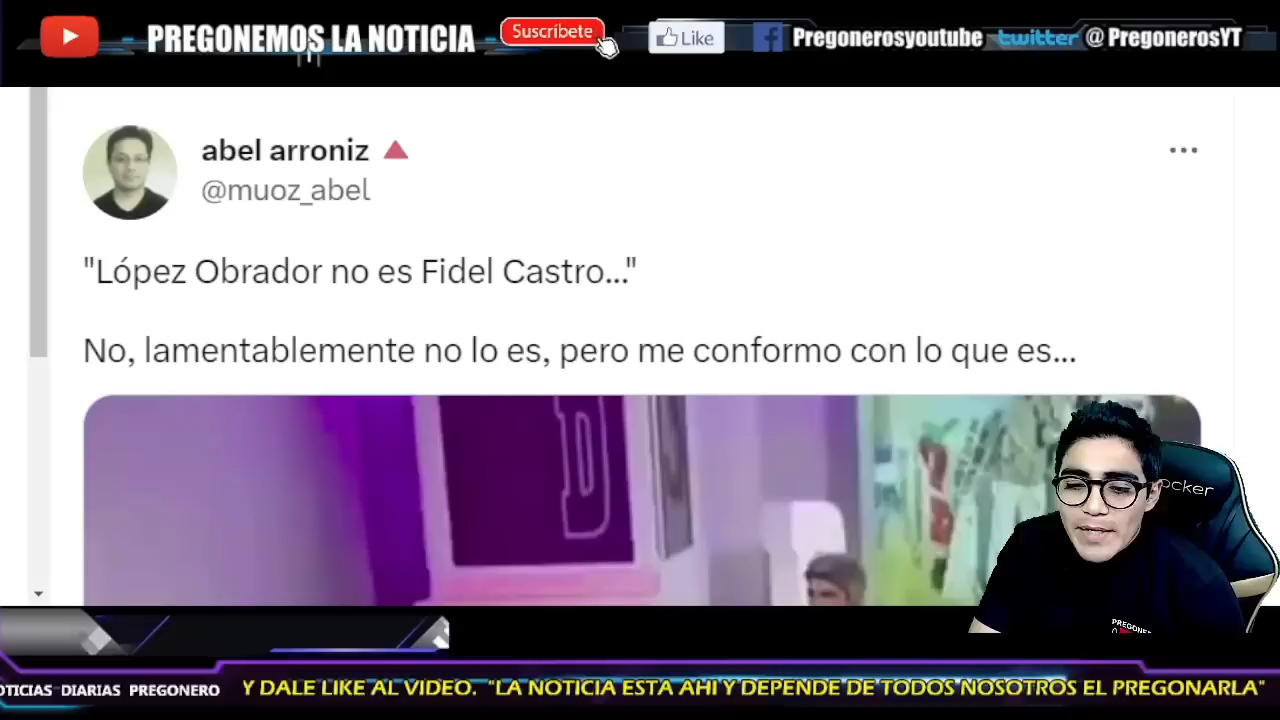 PREGONEMOS LA NOTICIA
Suscríbete
Like
Pregonerosyoutube
twitter @PregonerosYT
abel arroniz
@muoz_abel
"López Obrador no es Fidel Castro..."
No, lamentablemente no lo es, pero me conformo con lo que es...
OTICIAS DIARIAS PREGONERO
Y DALE LIKE AL VIDEO. "LA NOTICIA ESTA AHI Y DEPENDE DE TODOS NOSOTROS EL PREGONARLA"